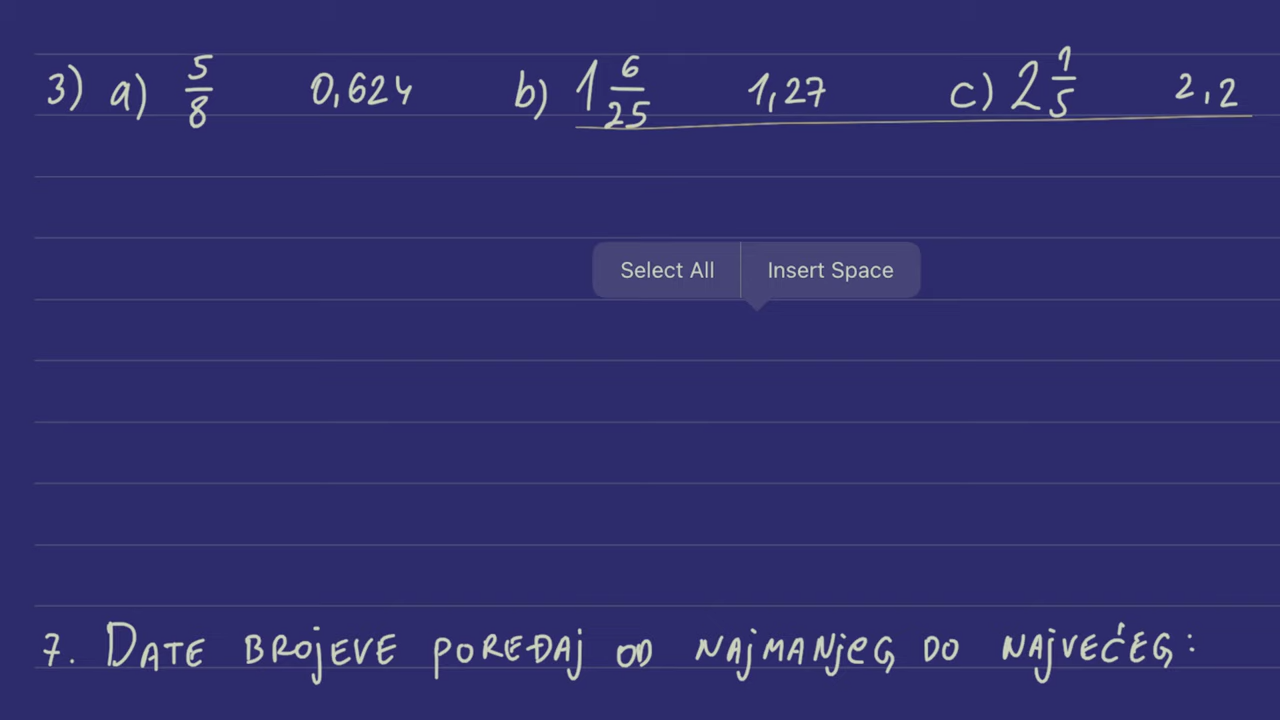 3) a) 5/8 0,624 b) 1 6/25 1,27 c) 2 1/5 2,2
Select All Insert Space
7. DATE BROJEVE POREĐAJ OD NAJMANJEG DO NAJVEĆEG: